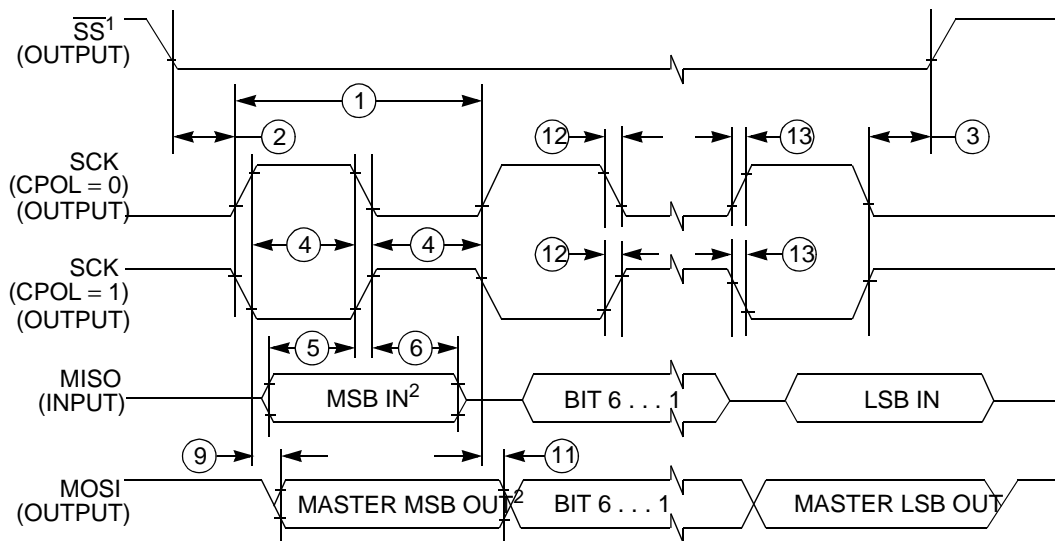 SS1
(OUTPUT)
1
2
12
13
3
SCK
(CPOL = 0)
(OUTPUT)
4
4
12
13
SCK
(CPOL = 1)
(OUTPUT)
5
6
MISO
(INPUT)
MSB IN2
BIT 6 . . . 1
LSB IN
9
11
MOSI
(OUTPUT)
MASTER MSB OUT2
BIT 6 . . . 1
MASTER LSB OUT